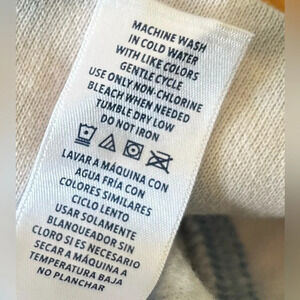 MACHINE WASH
IN COLD WATER
WITH LIKE COLORS
GENTLE CYCLE
USE ONLY NON-CHLORINE
BLEACH WHEN NEEDED
TUMBLE DRY LOW
DO NOT IRON
LAVAR A MÁQUINA CON
AGUA FRÍA CON
COLORES SIMILARES
CICLO LENTO
USAR SOLAMENTE
BLANQUEADOR SIN
CLORO SI ES NECESARIO
SECAR A MÁQUINA A
TEMPERATURA BAJA
NO PLANCHAR